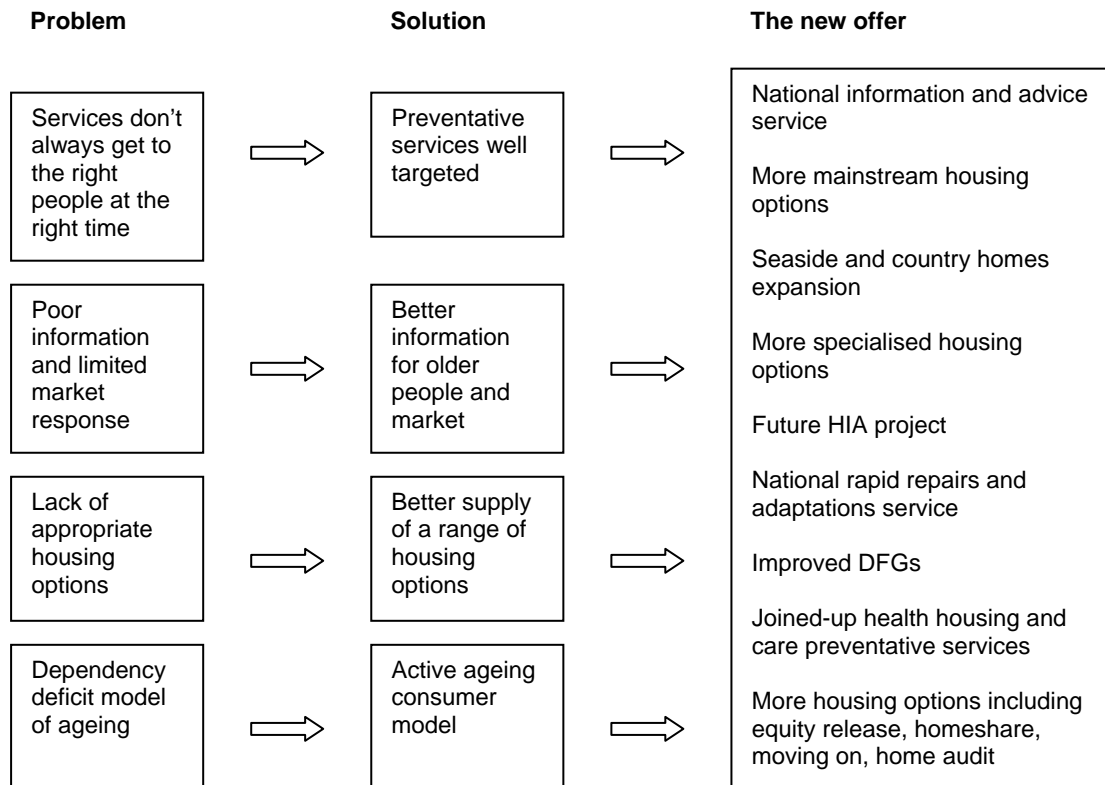 Problem
Solution
The new offer
Services don't
always get to
the right
people at the
right time
Preventative
services well
targeted
Poor
information
and limited
market
response
Better
information
for older
people and
market
Lack of
appropriate
housing
options
Better supply
of a range of
housing
options
Dependency
deficit model
of ageing
Active ageing
consumer
model
National information and advice
service
More mainstream housing
options
Seaside and country homes
expansion
More specialised housing
options
Future HIA project
National rapid repairs and
adaptations service
Improved DFGs
Joined-up health housing and
care preventative services
More housing options including
equity release, homeshare,
moving on, home audit